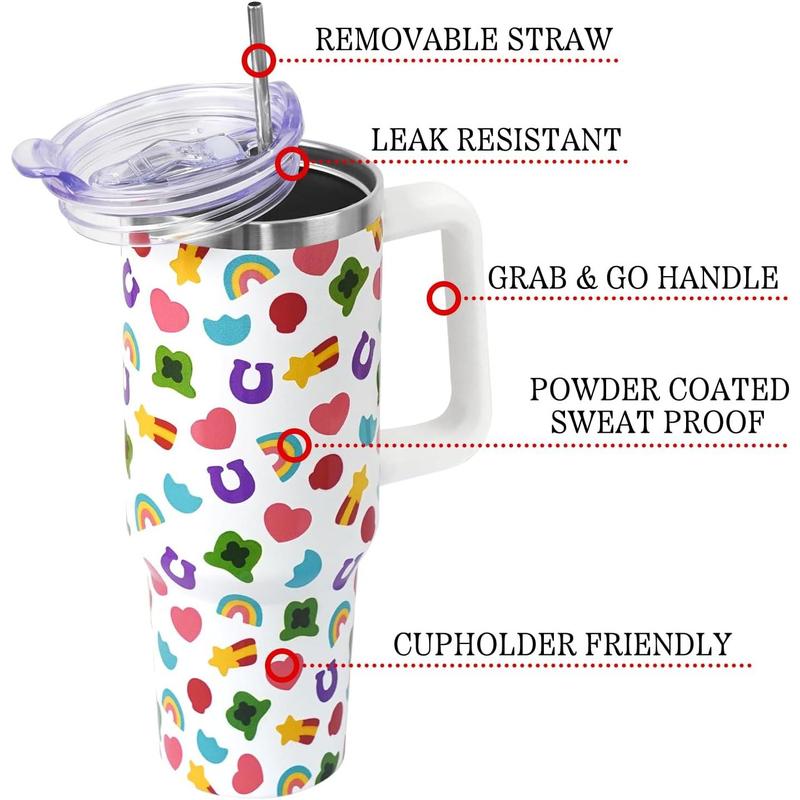 REMOVABLE STRAW
LEAK RESISTANT
GRAB & GO HANDLE
POWDER COATED
SWEAT PROOF
CUPHOLDER FRIENDLY